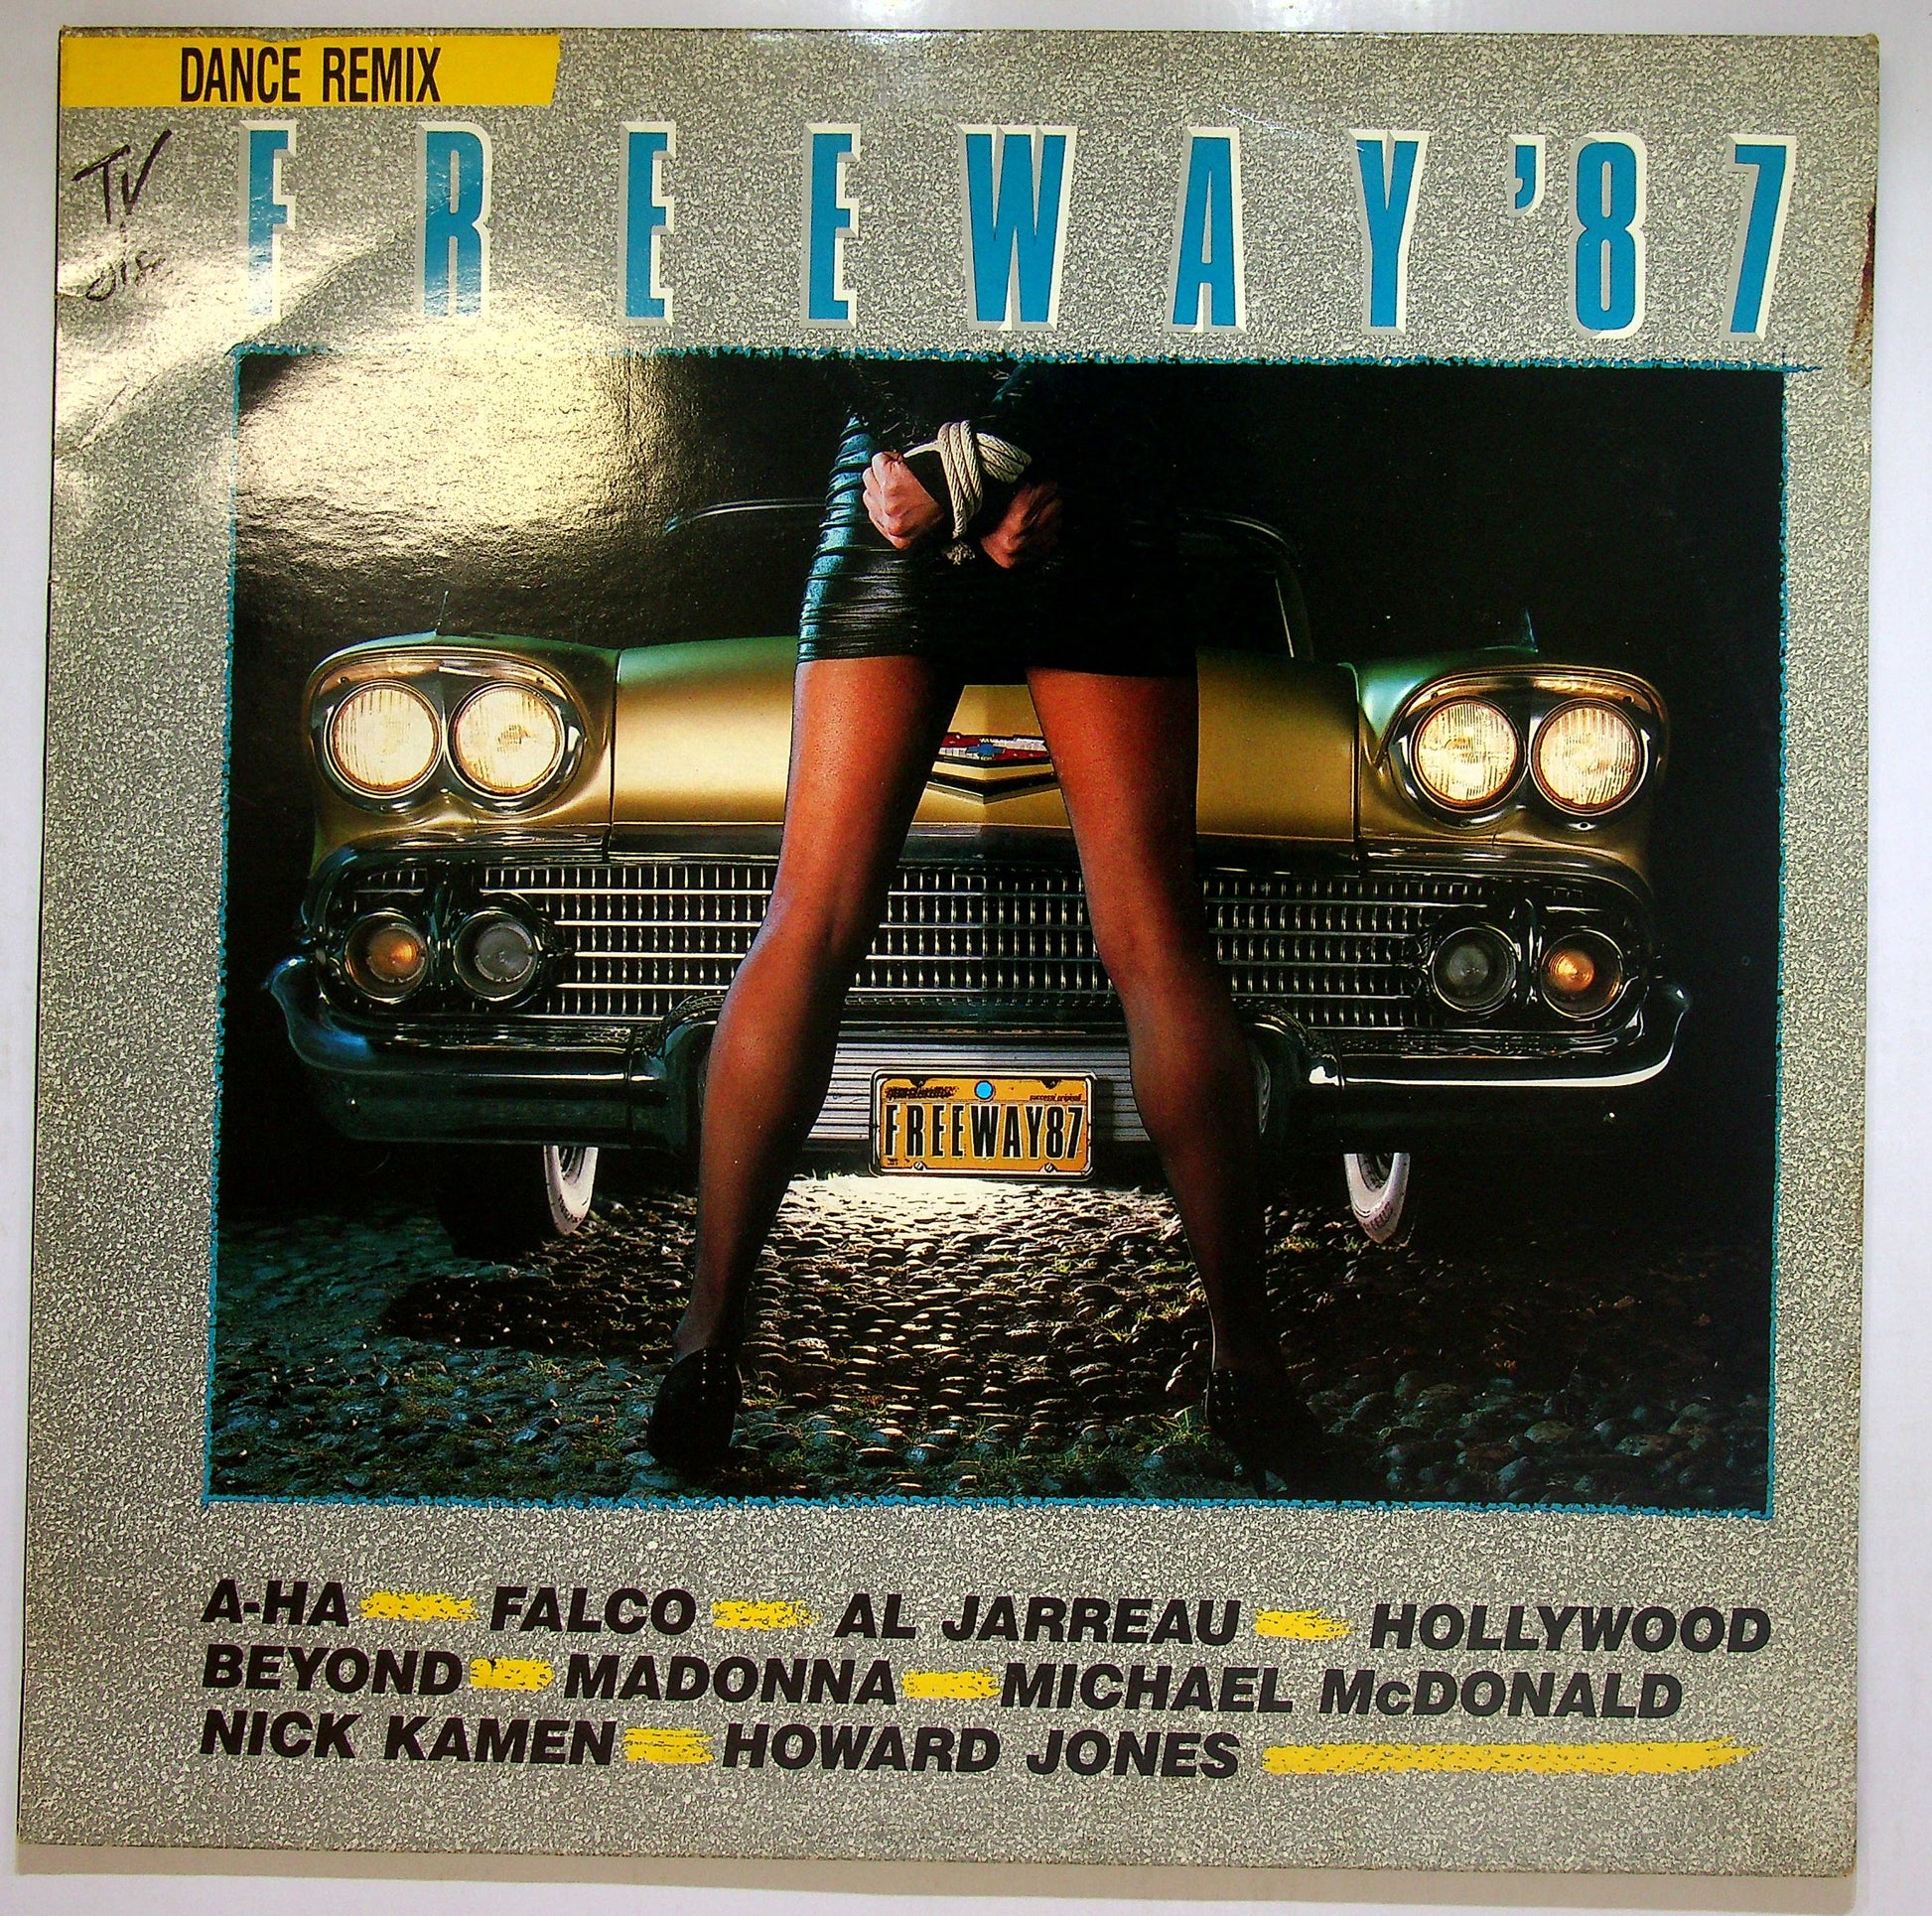 DANCE REMIX
FREEWAY '87
TV
FREEWAY87
A-HA FALCO AL JARREAU HOLLYWOOD
BEYOND MADONNA MICHAEL McDONALD
NICK KAMEN HOWARD JONES